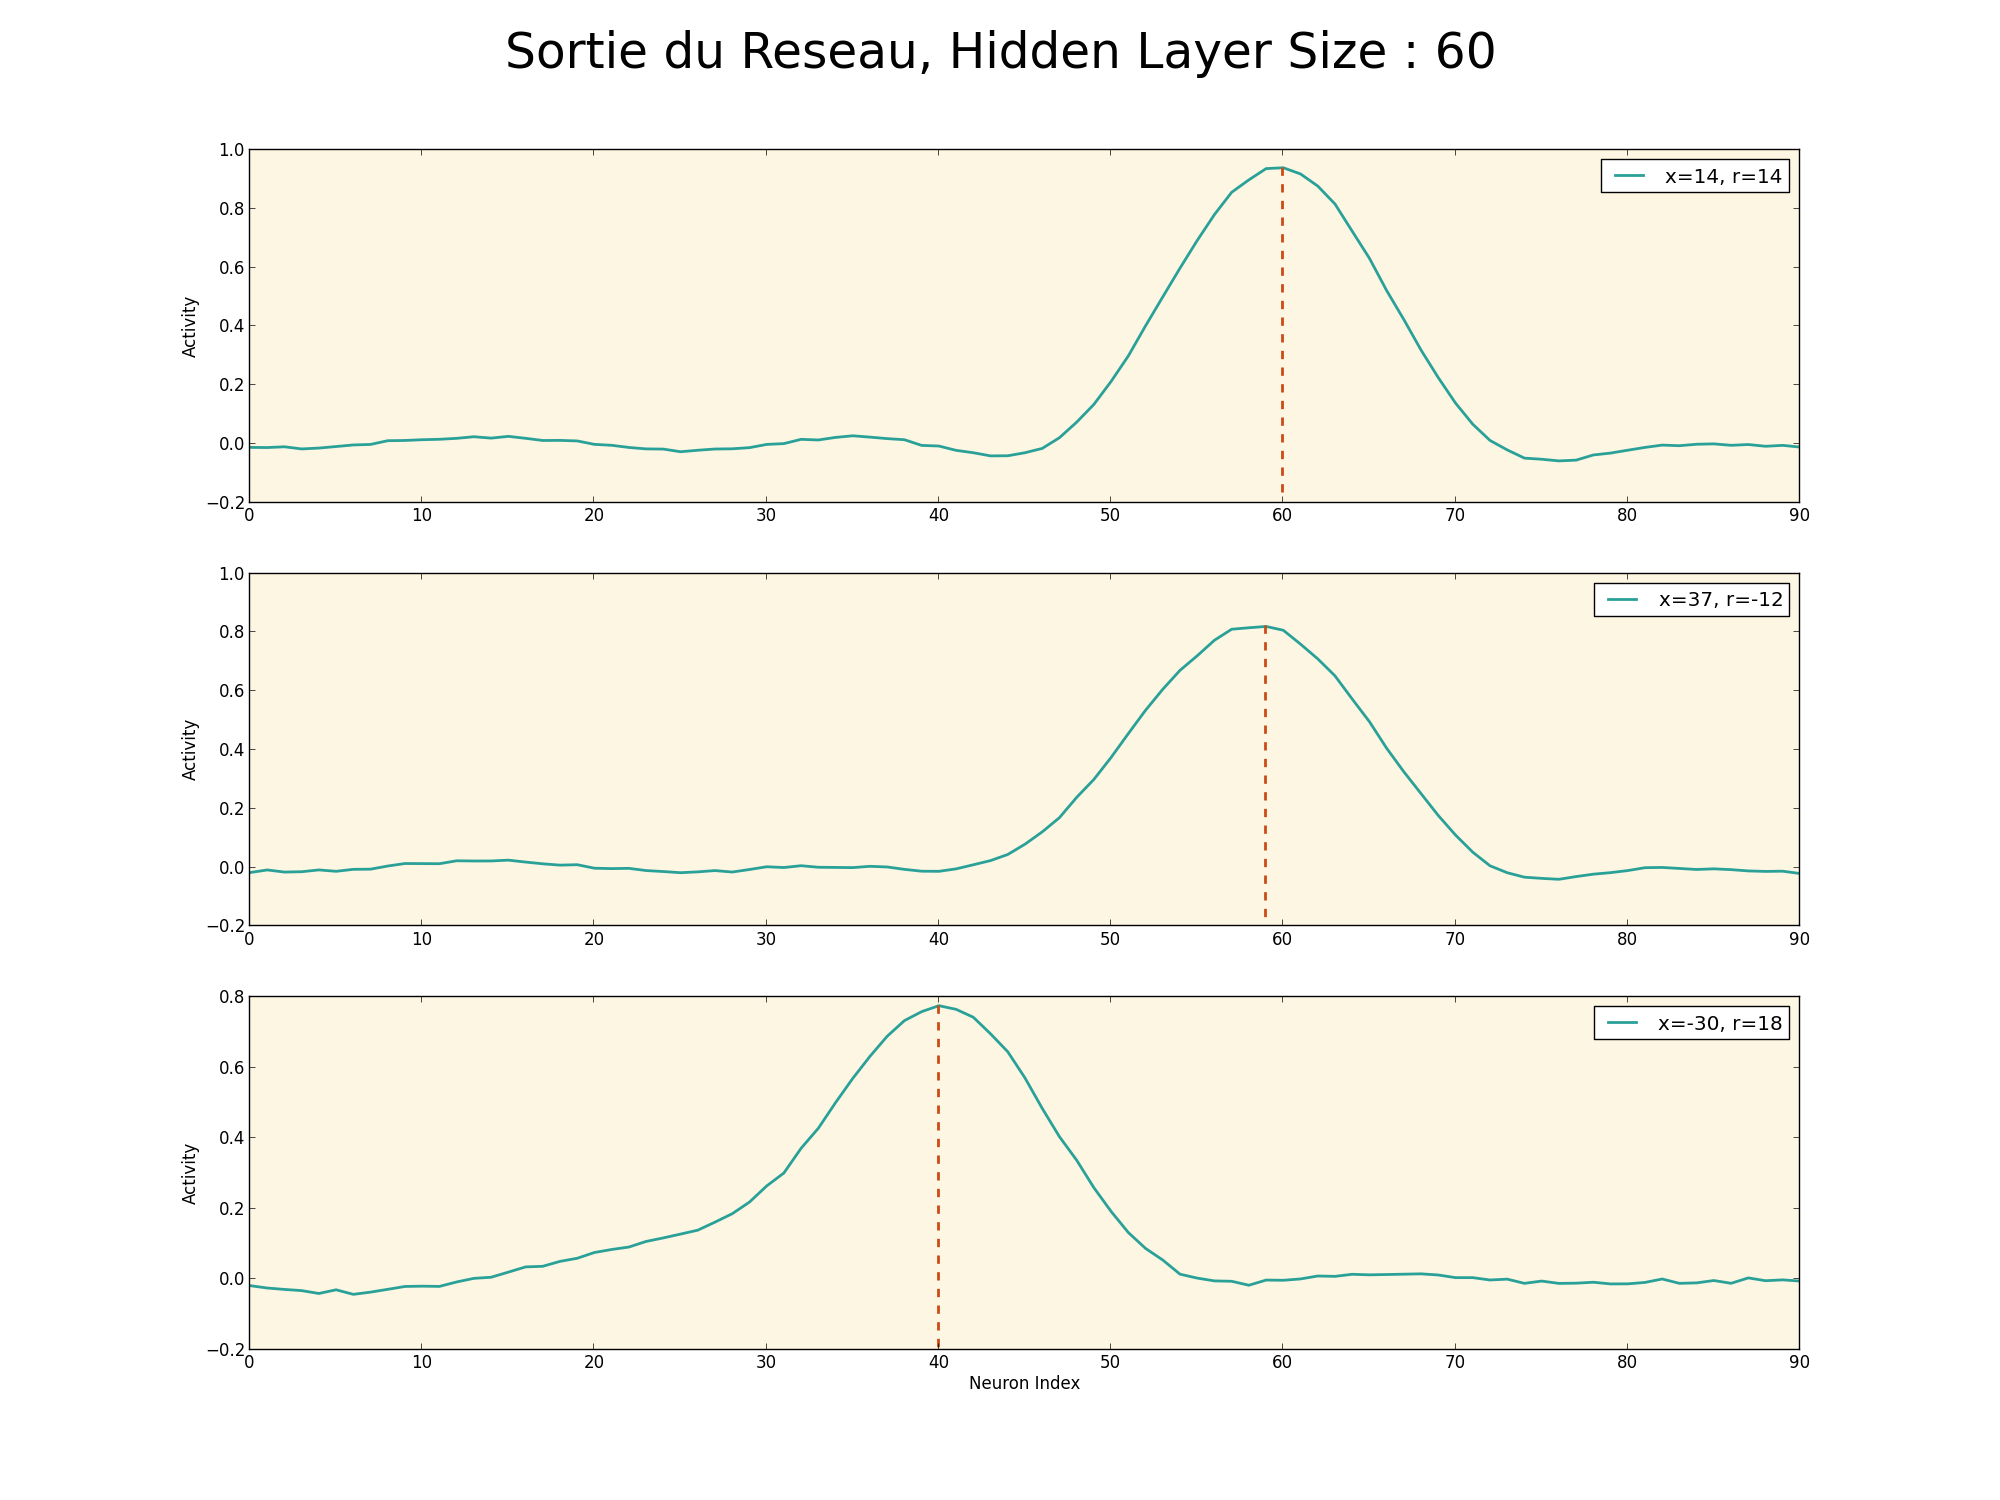 Sortie du Reseau, Hidden Layer Size : 60
1.0
0.8
0.6
0.4
0.2
0.0
−0.2
Activity
x=14, r=14
0 10 20 30 40 50 60 70 80 90
1.0
0.8
0.6
0.4
0.2
0.0
−0.2
Activity
x=37, r=-12
0 10 20 30 40 50 60 70 80 90
0.8
0.6
0.4
0.2
0.0
−0.2
Activity
x=-30, r=18
0 10 20 30 40 50 60 70 80 90
Neuron Index